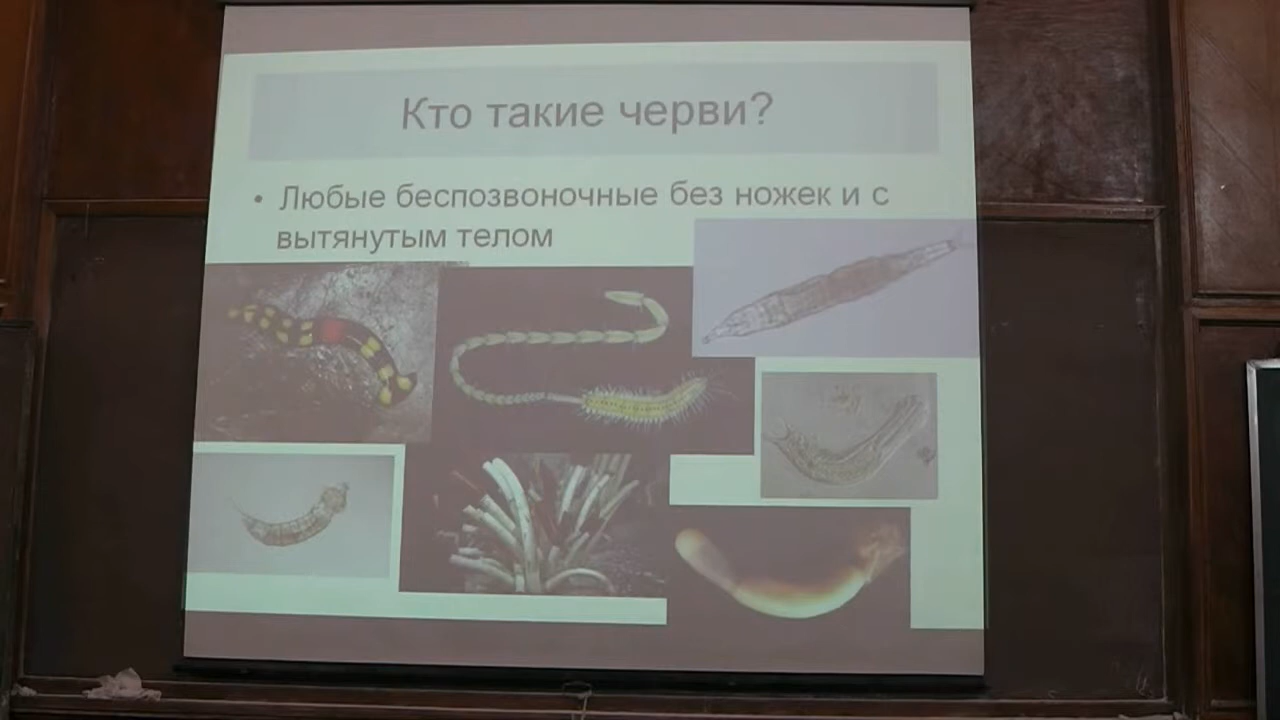 Кто такие черви?
• Любые беспозвоночные без ножек и с
вытянутым телом